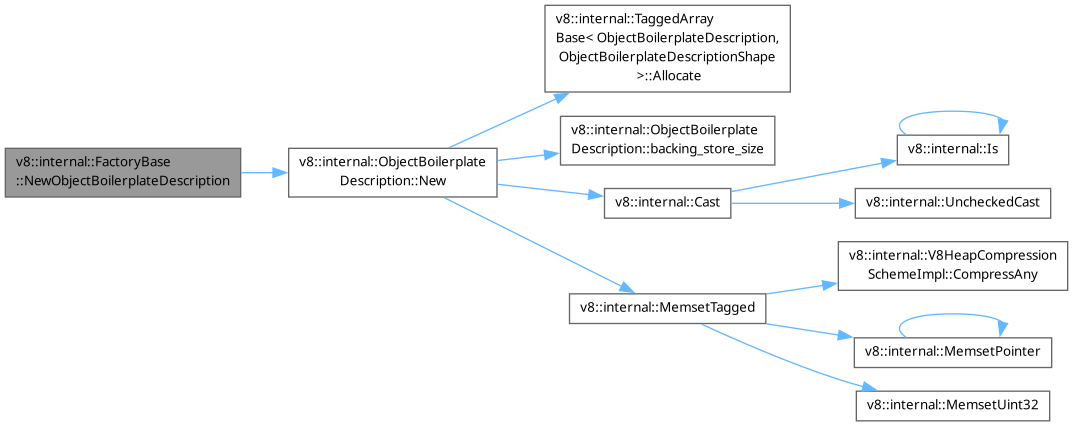 v8::internal::FactoryBase
::NewObjectBoilerplateDescription
v8::internal::ObjectBoilerplate
Description::New
v8::internal::TaggedArray
Base< ObjectBoilerplateDescription,
ObjectBoilerplateDescriptionShape
>::Allocate
v8::internal::ObjectBoilerplate
Description::backing_store_size
v8::internal::Cast
v8::internal::Is
v8::internal::UncheckedCast
v8::internal::MemsetTagged
v8::internal::V8HeapCompression
SchemeImpl::CompressAny
v8::internal::MemsetPointer
v8::internal::MemsetUint32